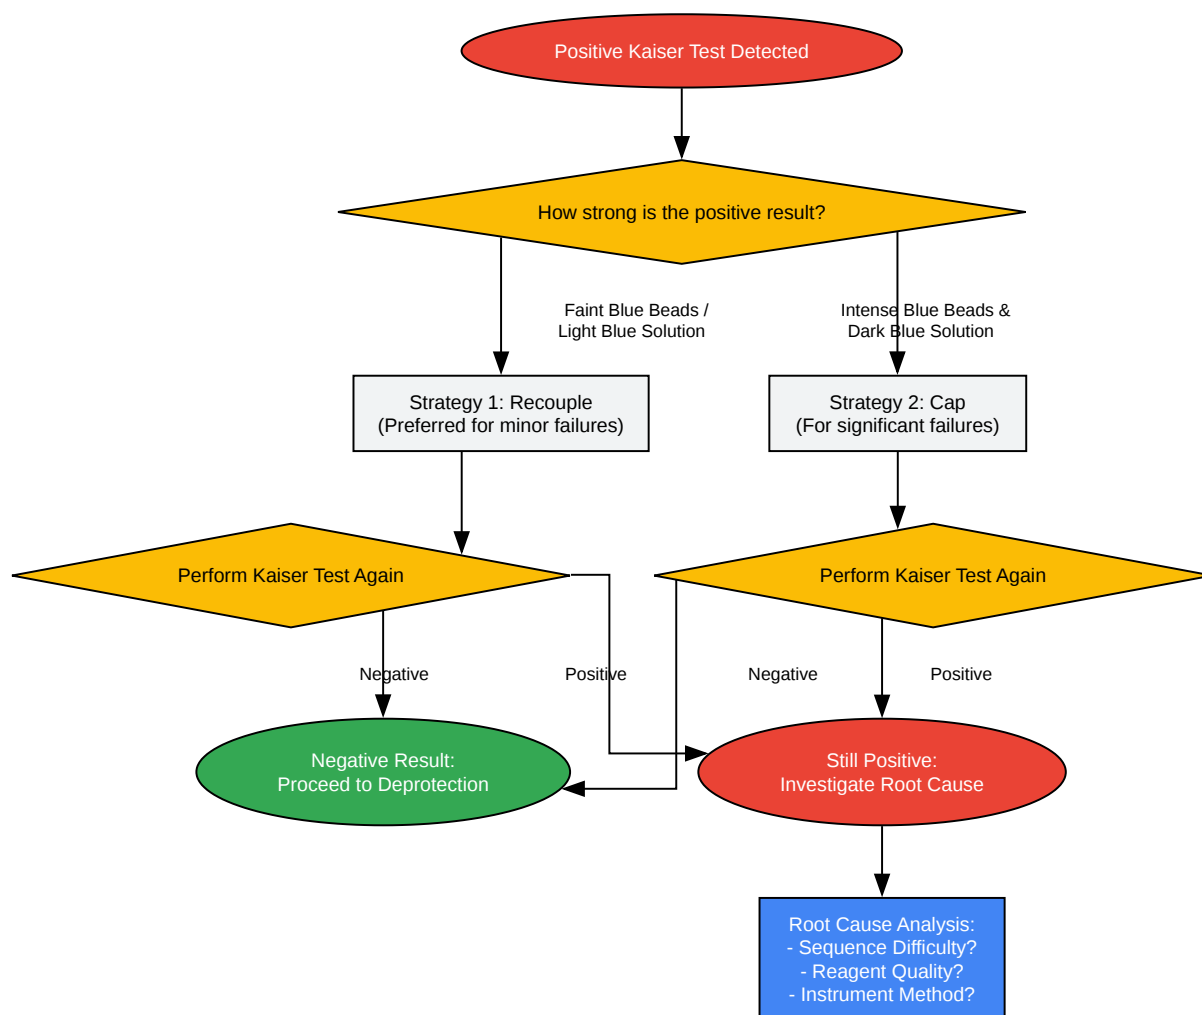 Positive Kaiser Test Detected
How strong is the positive result?
Faint Blue Beads /
Light Blue Solution
Intense Blue Beads &
Dark Blue Solution
Strategy 1: Recouple
(Preferred for minor failures)
Strategy 2: Cap
(For significant failures)
Perform Kaiser Test Again
Perform Kaiser Test Again
Negative
Positive
Negative
Positive
Negative Result:
Proceed to Deprotection
Still Positive:
Investigate Root Cause
Root Cause Analysis:
- Sequence Difficulty?
- Reagent Quality?
- Instrument Method?